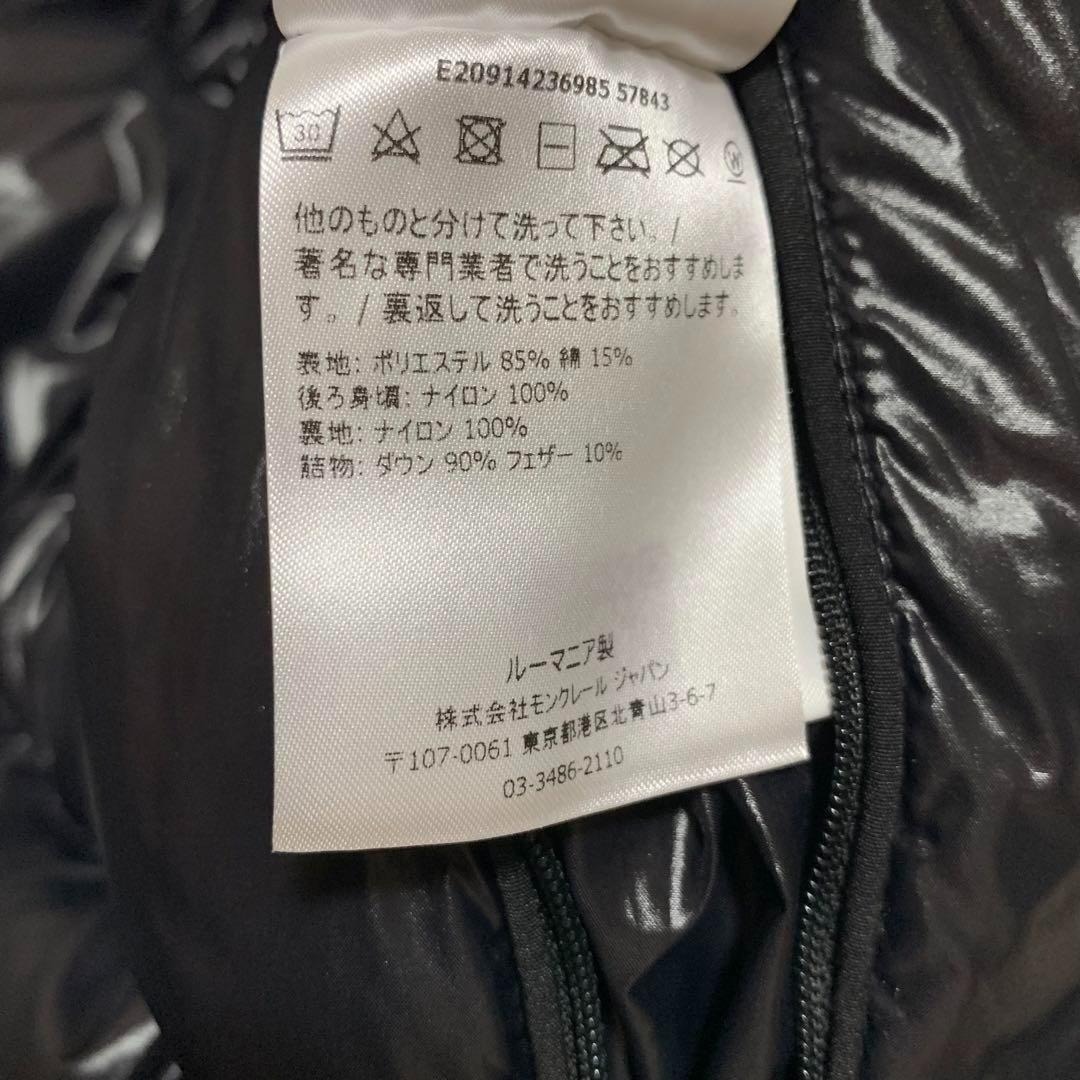 E20914236985 57843
30
W
他のものと分けて洗って下さい。/
著名な専門業者で洗うことをおすすめしま
す。/ 裏返して洗うことをおすすめします。
表地: ポリエステル 85% 綿 15%
後ろ身頃: ナイロン 100%
裏地: ナイロン 100%
詰物: ダウン 90% フェザー 10%
ルーマニア製
株式会社モンクレール ジャパン
〒107-0061 東京都港区北青山3-6-7
03-3486-2110